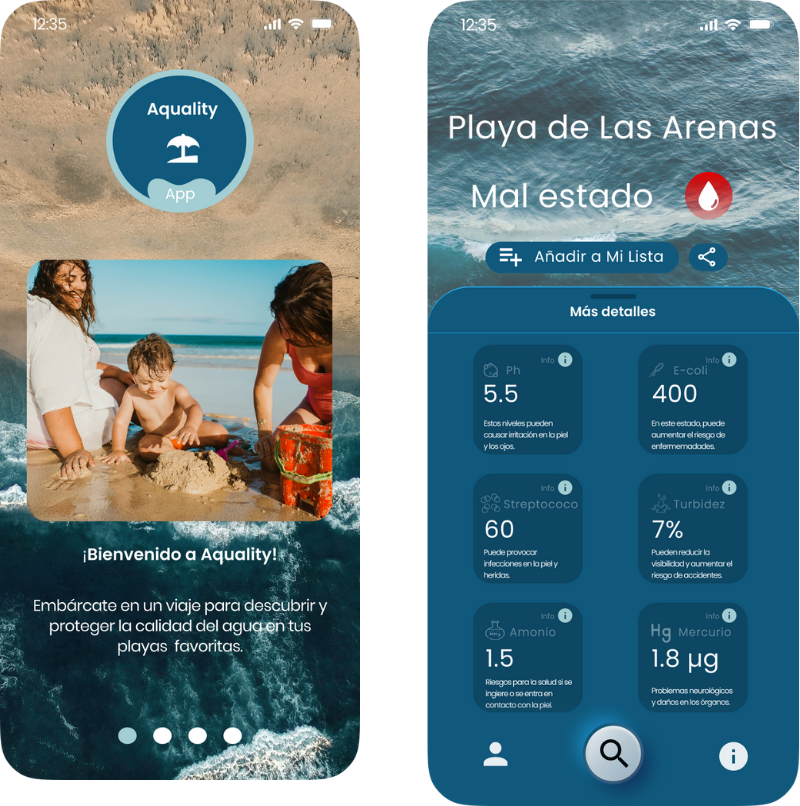 12:35
Aquality
App
¡Bienvenido a Aquality!
Embárcate en un viaje para descubrir y
proteger la calidad del agua en tus
playas favoritas.
12:35
Playa de Las Arenas
Mal estado
Añadir a Mi Lista
Más detalles
Info i
Ph
5.5
Estos niveles pueden
causar irritación en la piel
y los ojos.
Info i
E-coli
400
En este estado, puede
aumentar el riesgo de
enfermemadades.
Info i
Streptococo
60
Puede provocar
infecciones en la piel y
heridas.
Info i
Turbidez
7%
Pueden reducir la
visibilidad y aumentar el
riesgo de accidentes.
Info i
Amonio
1.5
Riesgos para la salud si se
ingiere o se entra en
contacto con la piel.
Info i
Hg Mercurio
1.8 µg
Problemas neurológicos
y daños en los órganos.
i